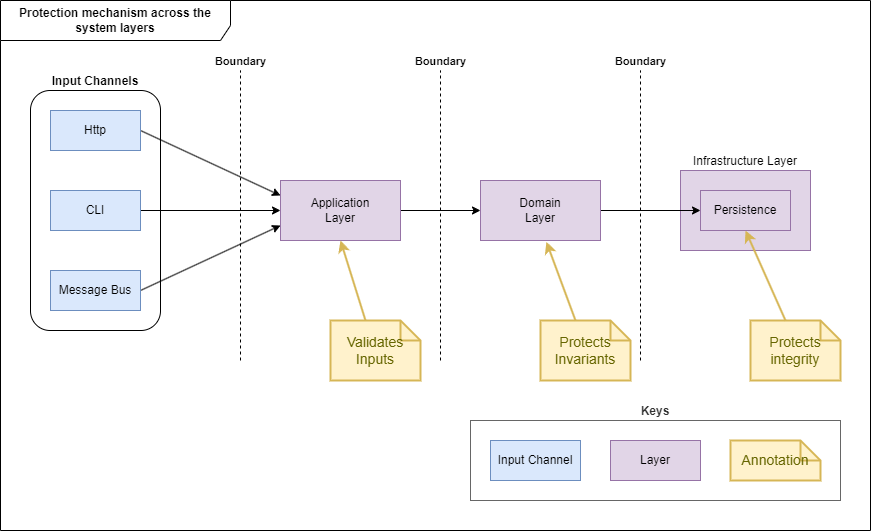 Protection mechanism across the
system layers
Boundary
Boundary
Boundary
Input Channels
Http
CLI
Message Bus
Application
Layer
Domain
Layer
Infrastructure Layer
Persistence
Validates
Inputs
Protects
Invariants
Protects
integrity
Keys
Input Channel
Layer
Annotation